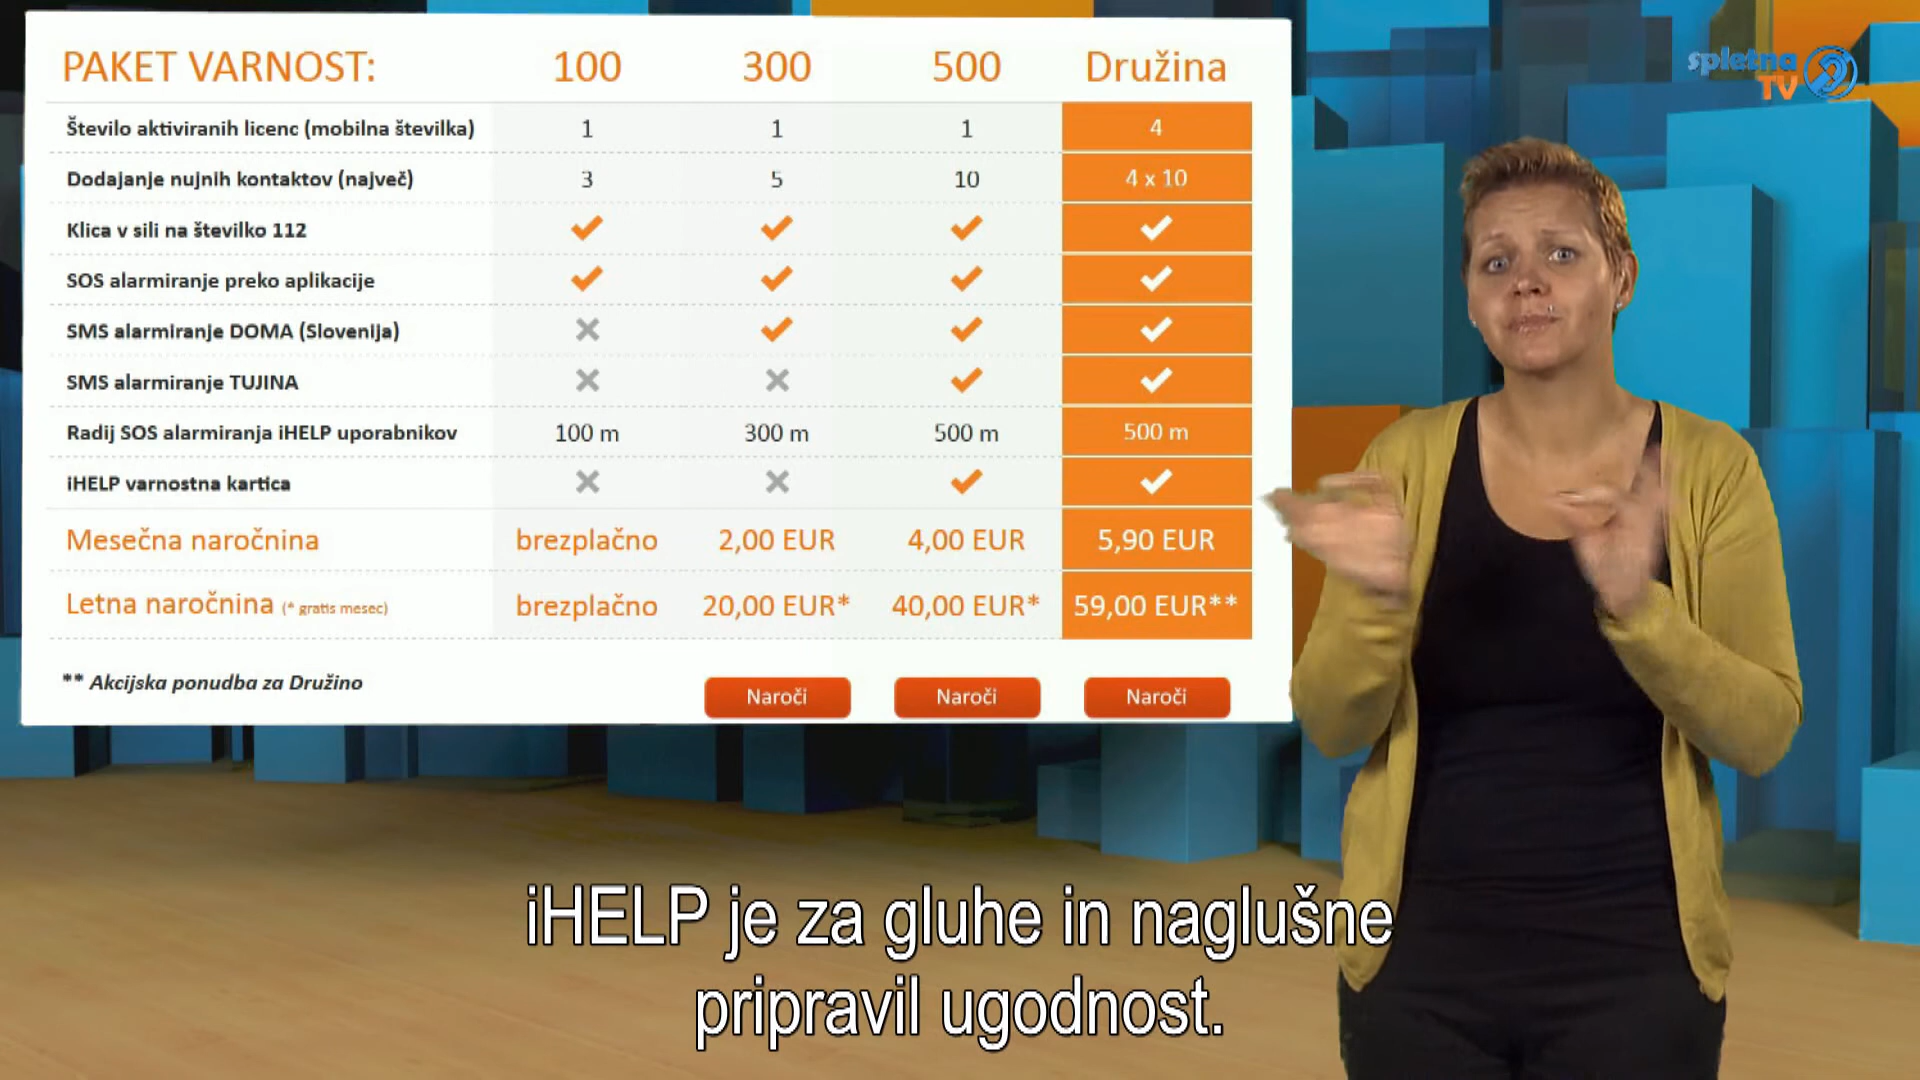 spletna
TV
PAKET VARNOST: 100 300 500 Družina
Število aktiviranih licenc (mobilna številka) 1 1 1 4
Dodajanje nujnih kontaktov (največ) 3 5 10 4 x 10
Klica v sili na številko 112
SOS alarmiranje preko aplikacije
SMS alarmiranje DOMA (Slovenija)
SMS alarmiranje TUJINA
Radij SOS alarmiranja iHELP uporabnikov 100 m 300 m 500 m 500 m
iHELP varnostna kartica
Mesečna naročnina brezplačno 2,00 EUR 4,00 EUR 5,90 EUR
Letna naročnina (* gratis mesec) brezplačno 20,00 EUR* 40,00 EUR* 59,00 EUR**
** Akcijska ponudba za Družino
Naroči Naroči Naroči
iHELP je za gluhe in naglušne
pripravil ugodnost.